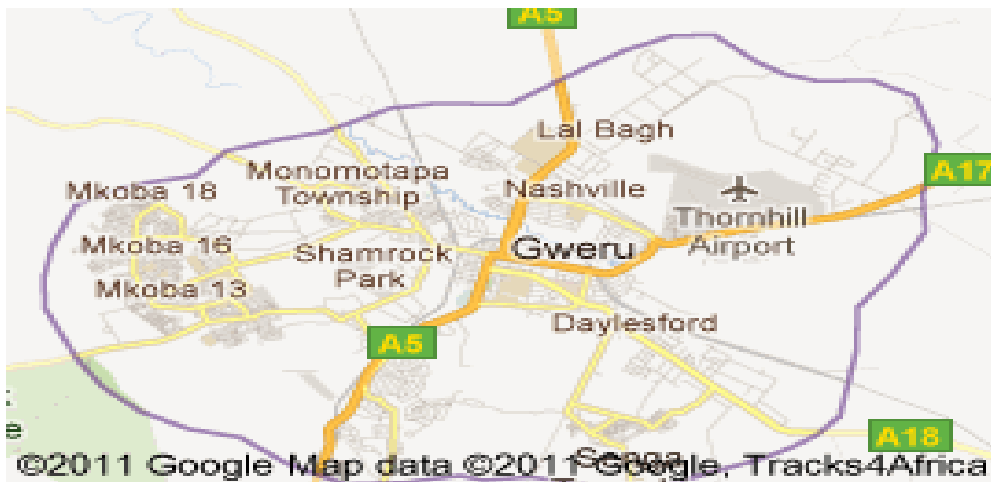 A5
Lal Bagh
A17
Monomotapa
Township
Mkoba 18
Nashville
Thornhill
Airport
Mkoba 16
Shamrock
Park
Gweru
Mkoba 13
Daylesford
A5
e
A18
©2011 Google Map data ©2011 Google, Tracks4Africa